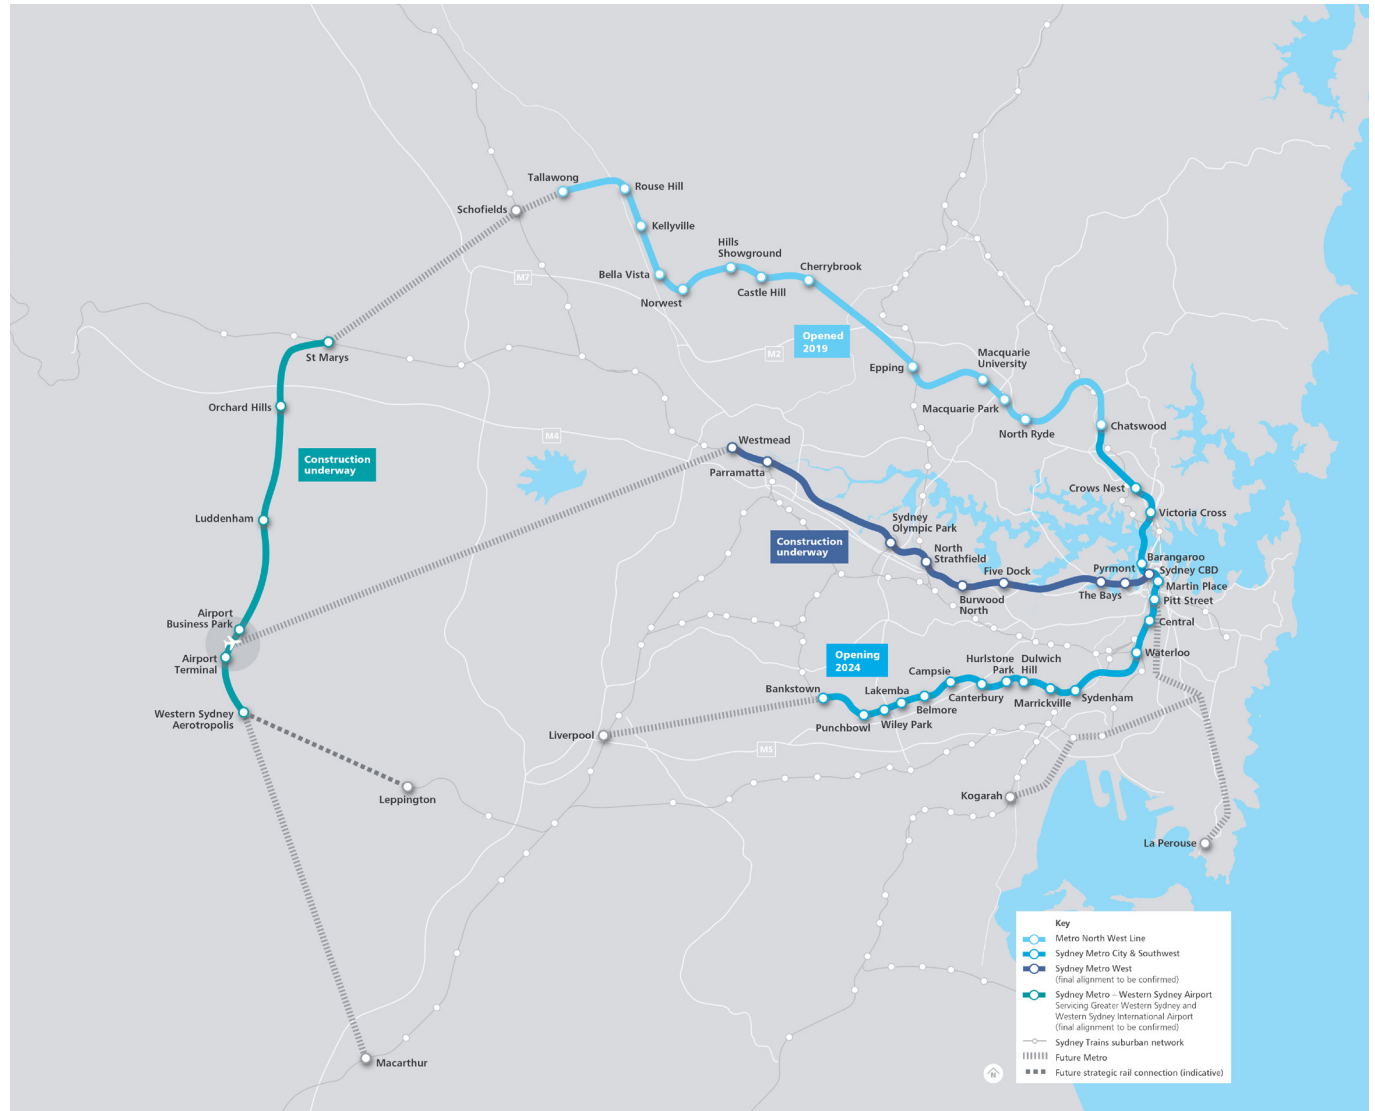 Tallawong
Rouse Hill
Schofields
Kellyville
Hills
Showground
Cherrybrook
Bella Vista
M7
Castle Hill
Norwest
Opened
2019
M2
St Marys
Macquarie
University
Epping
Orchard Hills
Macquarie Park
Chatswood
North Ryde
M4
Westmead
Parramatta
Construction
underway
Crows Nest
Victoria Cross
Luddenham
Sydney
Olympic Park
Construction
underway
North
Strathfield
Barangaroo
Five Dock
Pyrmont
Sydney CBD
Martin Place
The Bays
Pitt Street
Burwood
North
Airport
Business Park
Central
Airport
Terminal
Opening
2024
Waterloo
Hurlstone
Park
Dulwich
Hill
Campsie
Bankstown
Lakemba
Canterbury
Sydenham
Marrickville
Belmore
Wiley Park
Punchbowl
Western Sydney
Aerotropolis
Liverpool
M5
Leppington
Kogarah
La Perouse
Macarthur
Key
Metro North West Line
Sydney Metro City & Southwest
Sydney Metro West
(final alignment to be confirmed)
Sydney Metro – Western Sydney Airport
Servicing Greater Western Sydney and
Western Sydney International Airport
(final alignment to be confirmed)
Sydney Trains suburban network
Future Metro
Future strategic rail connection (indicative)
N